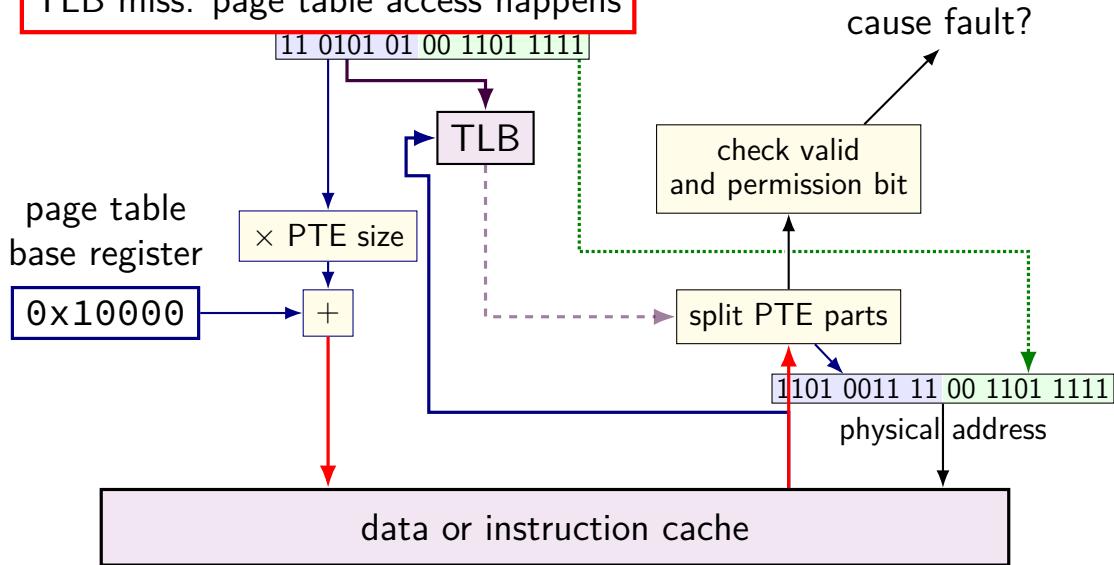 TLB miss: page table access happens
cause fault?
11 0101 01 00 1101 1111
TLB
check valid
and permission bit
page table
base register
× PTE size
0x10000
+
split PTE parts
1101 0011 11 00 1101 1111
physical address
data or instruction cache